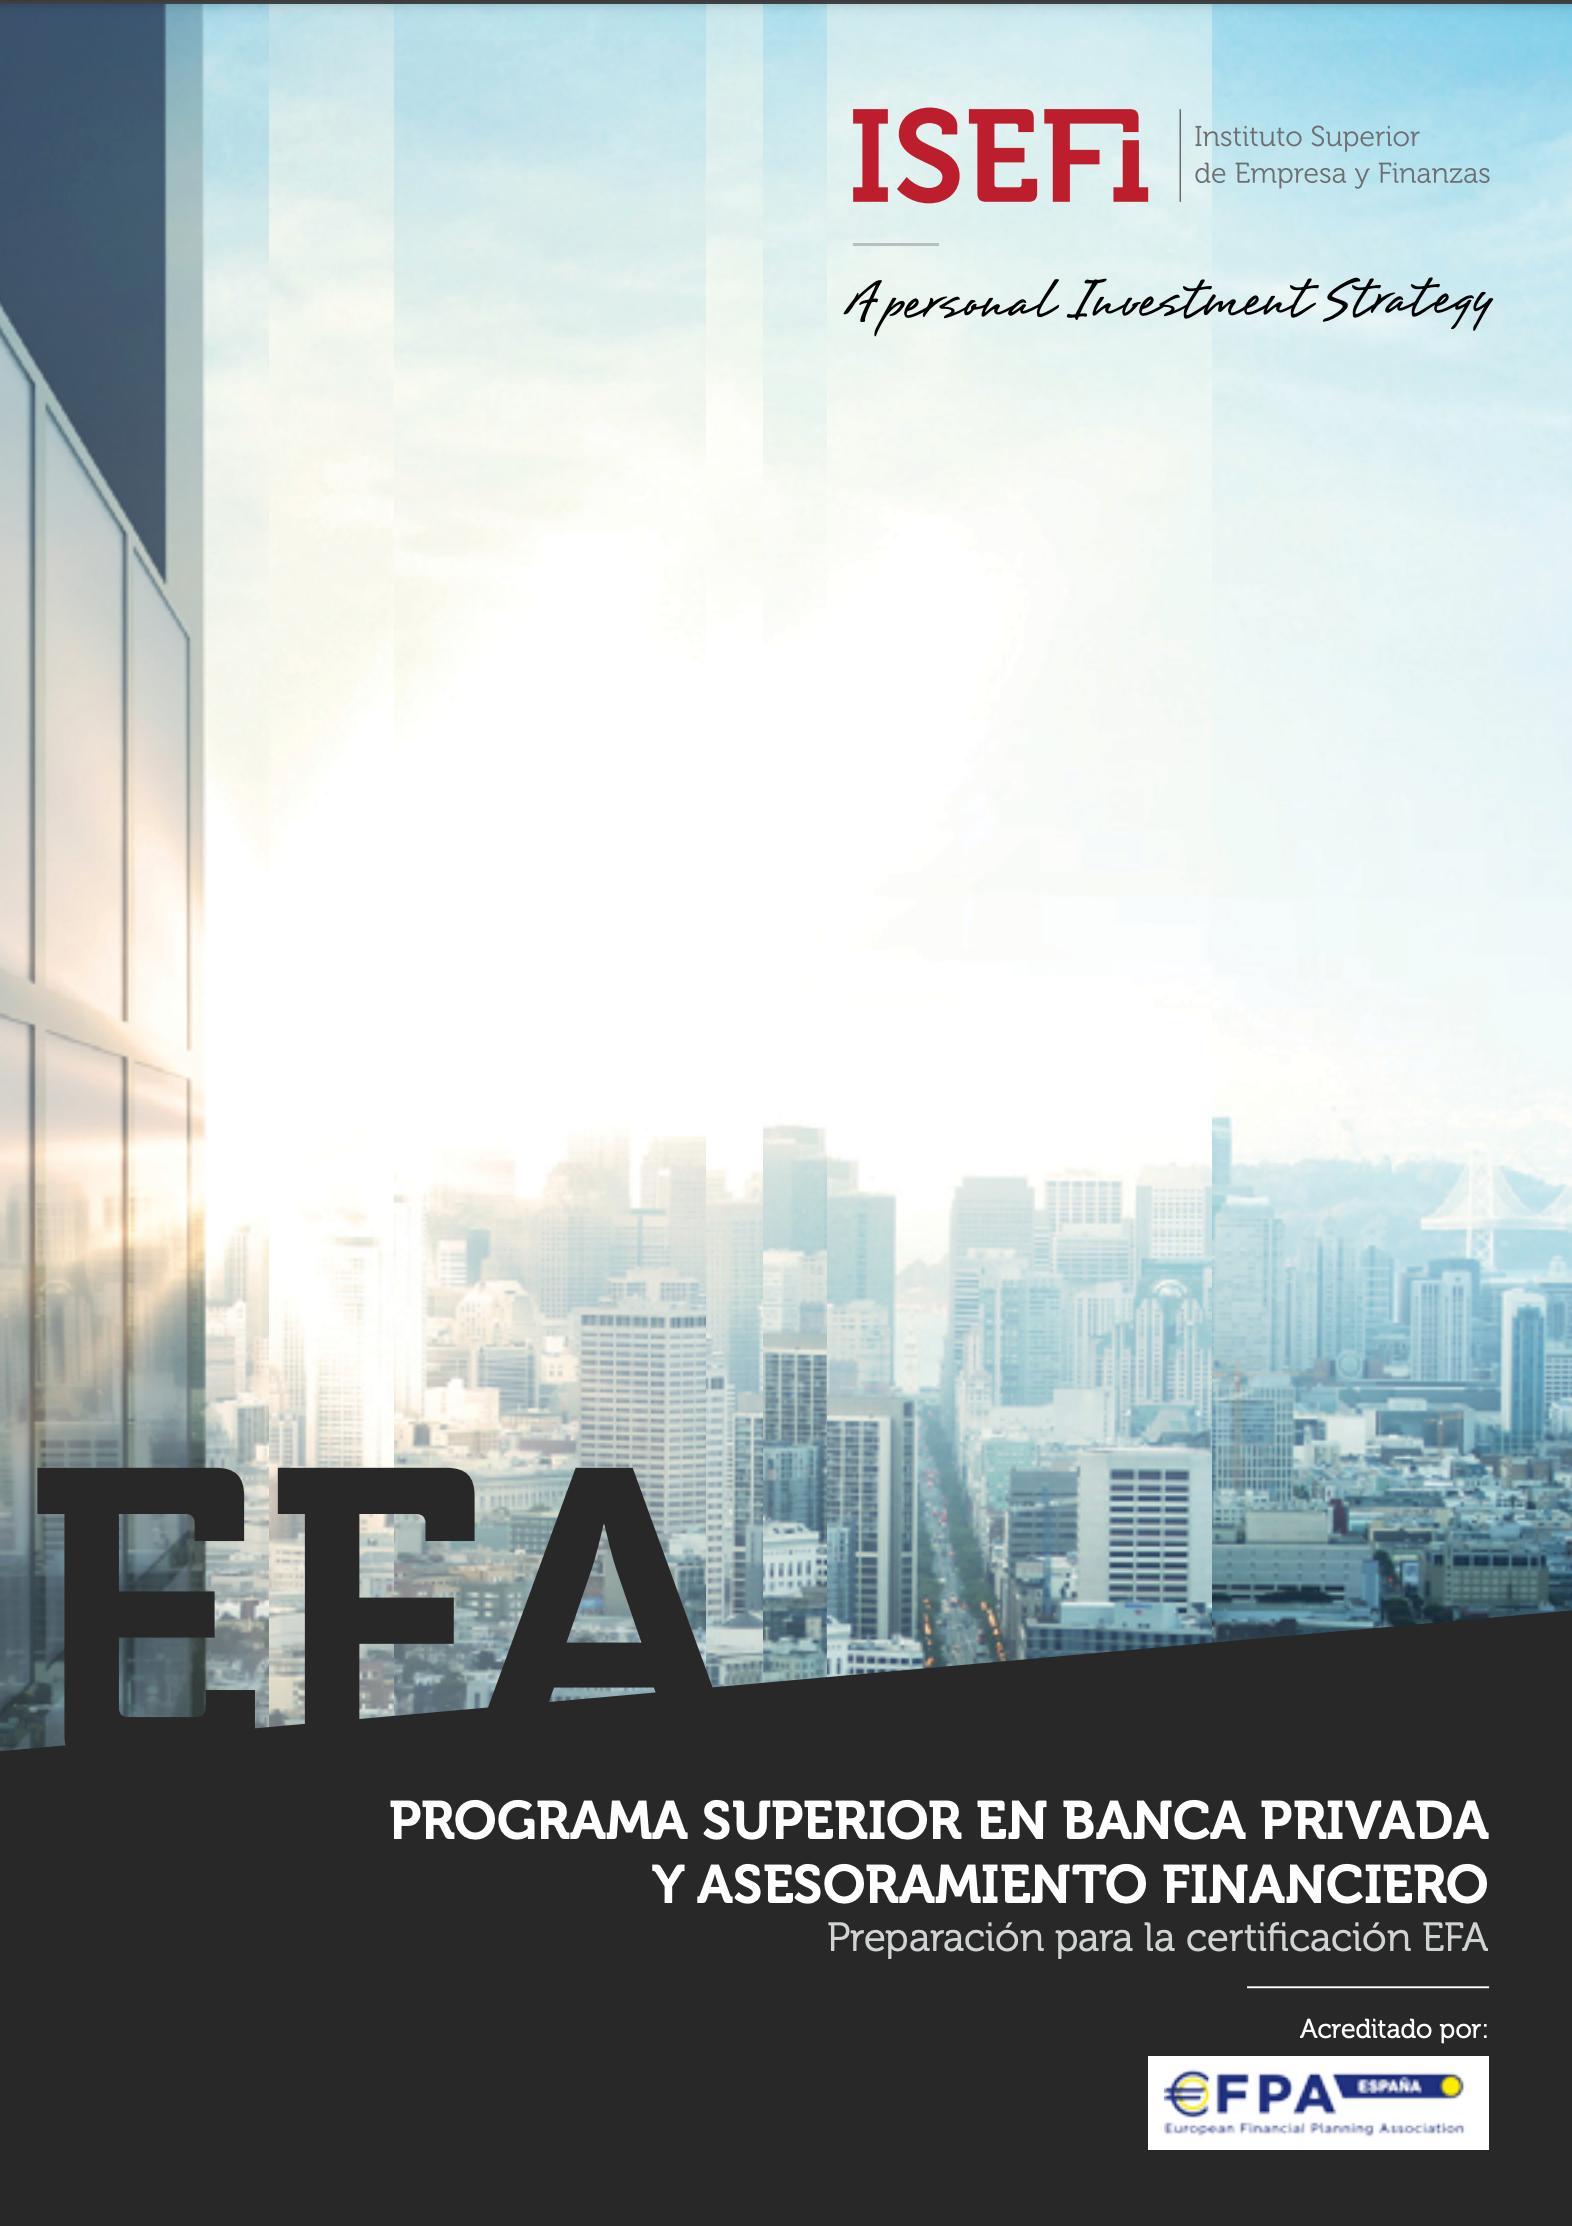 ISEFi
Instituto Superior
de Empresa y Finanzas
A personal Investment Strategy
EFA
PROGRAMA SUPERIOR EN BANCA PRIVADA
Y ASESORAMIENTO FINANCIERO
Preparación para la certificación EFA
Acreditado por:
EFPA ESPAÑA
European Financial Planning Association